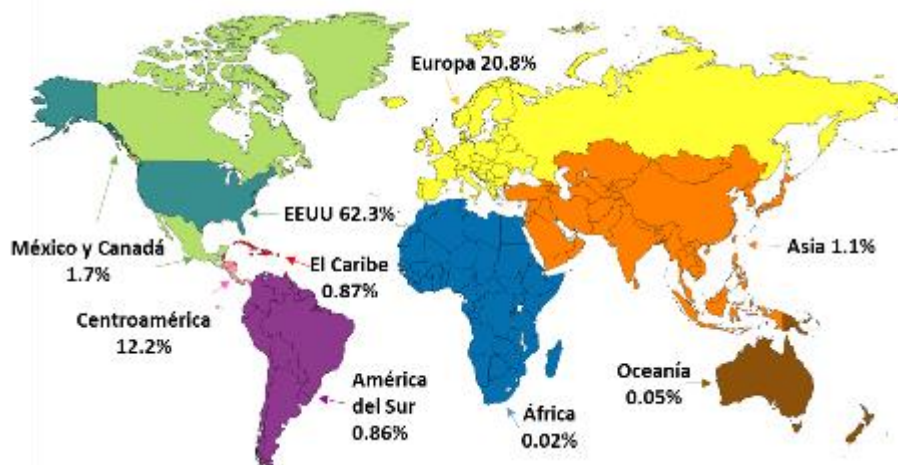 Europa 20.8%
EEUU 62.3%
México y Canadá
1.7%
El Caribe
0.87%
Asia 1.1%
Centroamérica
12.2%
América
del Sur
0.86%
África
0.02%
Oceanía
0.05%